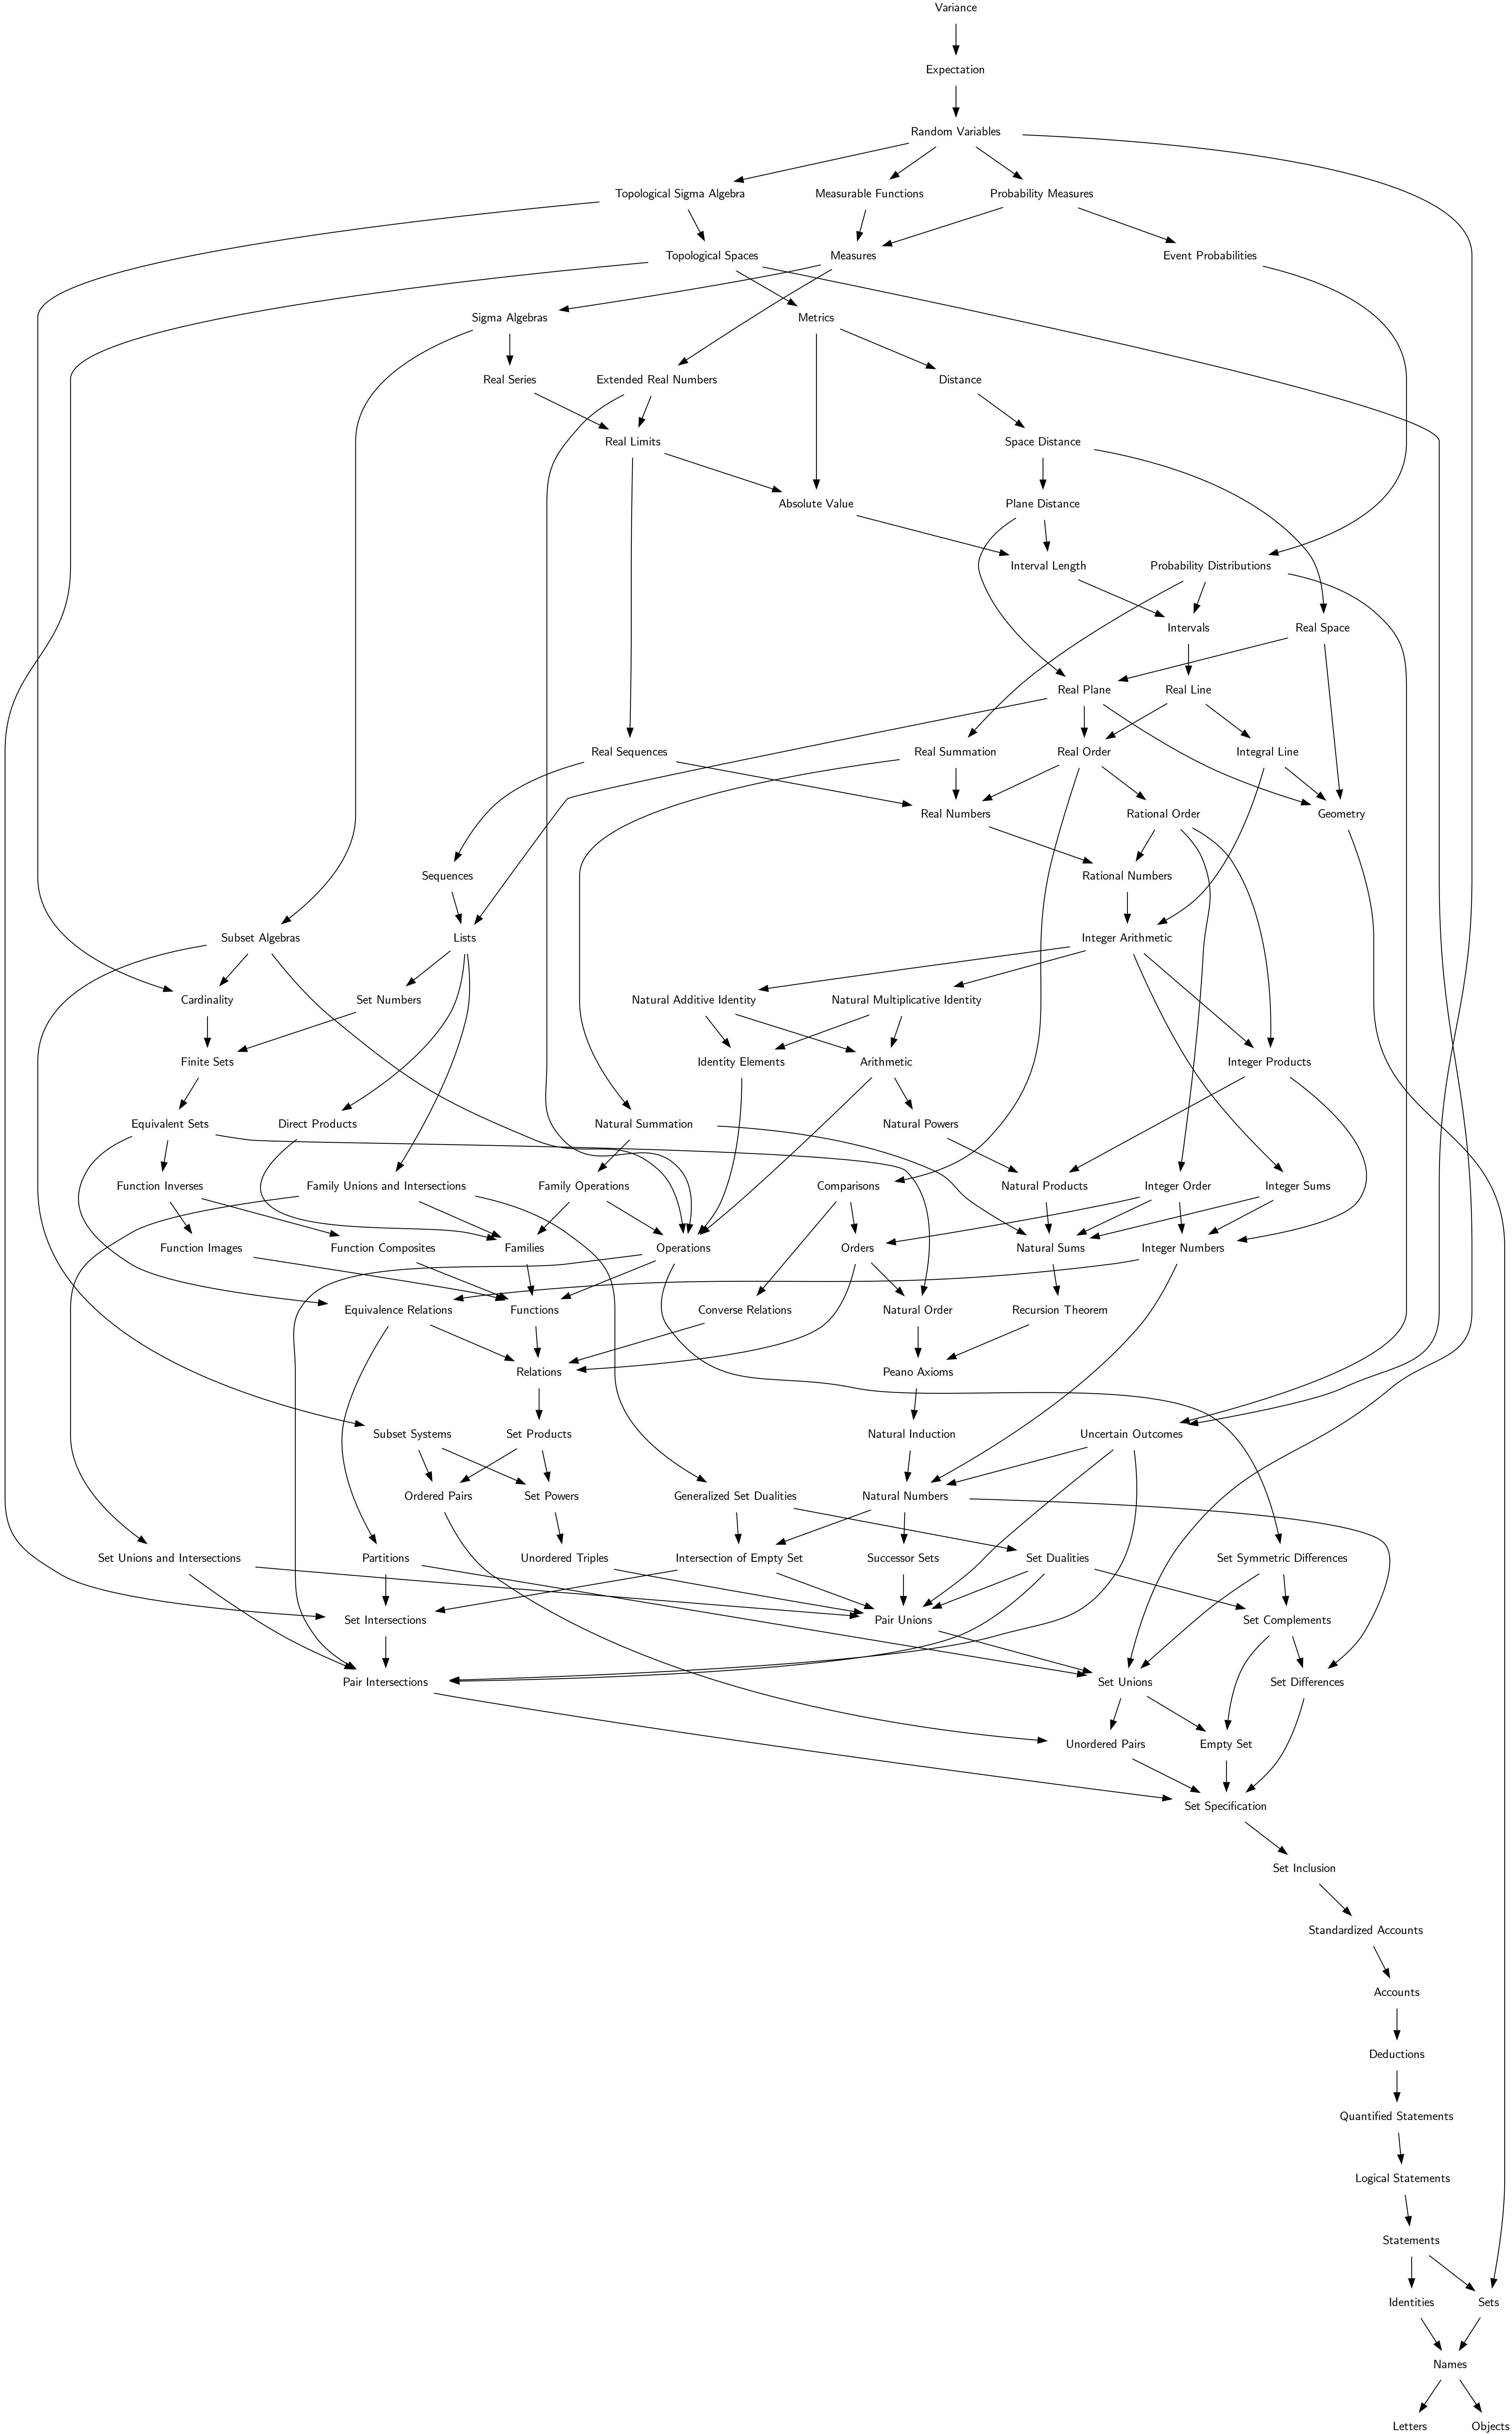 Variance
Expectation
Random Variables
Topological Sigma Algebra
Measurable Functions
Probability Measures
Topological Spaces
Measures
Event Probabilities
Sigma Algebras
Metrics
Real Series
Extended Real Numbers
Distance
Real Limits
Space Distance
Absolute Value
Plane Distance
Interval Length
Probability Distributions
Intervals
Real Space
Real Plane
Real Line
Real Sequences
Real Summation
Real Order
Integral Line
Real Numbers
Rational Order
Geometry
Sequences
Rational Numbers
Subset Algebras
Lists
Integer Arithmetic
Cardinality
Set Numbers
Natural Additive Identity
Natural Multiplicative Identity
Finite Sets
Identity Elements
Arithmetic
Integer Products
Equivalent Sets
Direct Products
Natural Summation
Natural Powers
Function Inverses
Family Unions and Intersections
Family Operations
Comparisons
Natural Products
Integer Order
Integer Sums
Function Images
Function Composites
Families
Operations
Orders
Natural Sums
Integer Numbers
Equivalence Relations
Functions
Converse Relations
Natural Order
Recursion Theorem
Relations
Peano Axioms
Subset Systems
Set Products
Natural Induction
Uncertain Outcomes
Ordered Pairs
Set Powers
Generalized Set Dualities
Natural Numbers
Set Unions and Intersections
Partitions
Unordered Triples
Intersection of Empty Set
Successor Sets
Set Dualities
Set Symmetric Differences
Set Intersections
Pair Unions
Set Complements
Pair Intersections
Set Unions
Set Differences
Unordered Pairs
Empty Set
Set Specification
Set Inclusion
Standardized Accounts
Accounts
Deductions
Quantified Statements
Logical Statements
Statements
Identities
Sets
Names
Letters
Objects